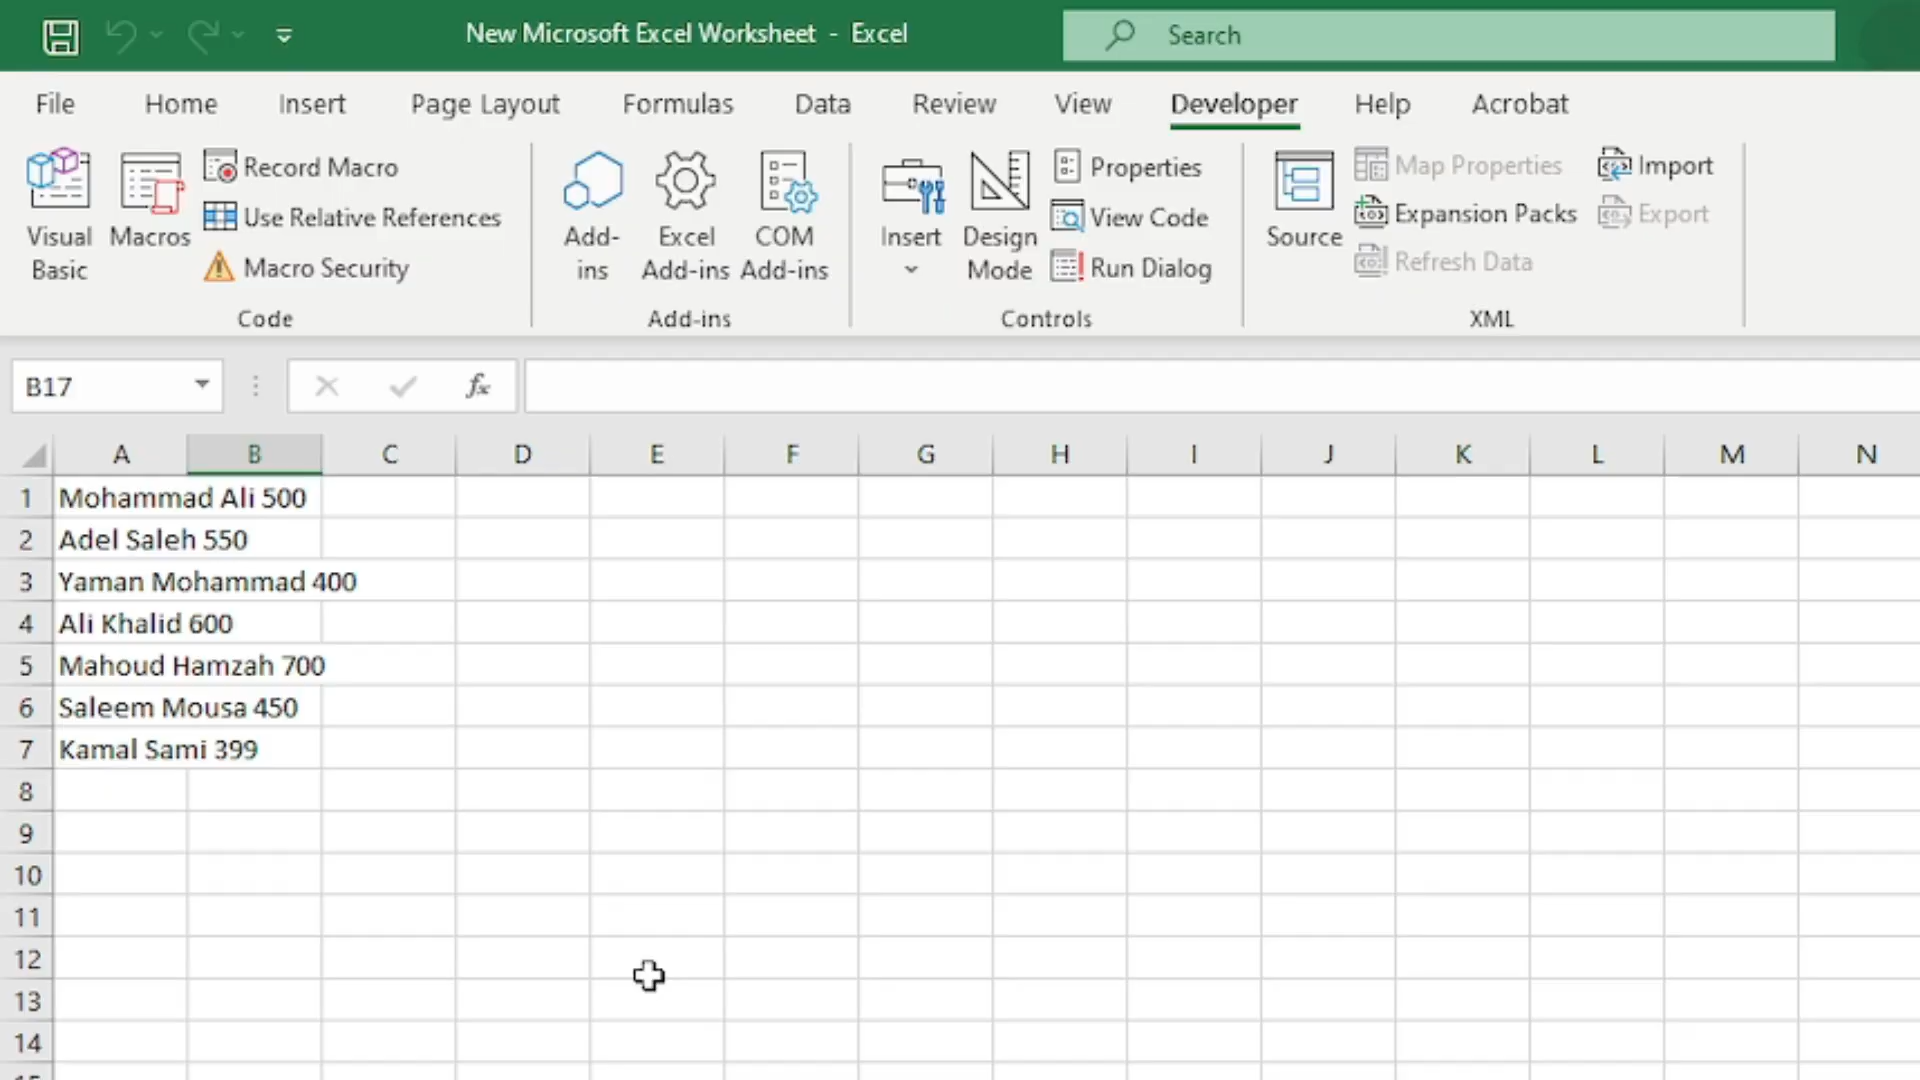 New Microsoft Excel Worksheet - Excel
Search
File Home Insert Page Layout Formulas Data Review View Developer Help Acrobat
Visual Basic
Macros
Record Macro
Use Relative References
Macro Security
Code
Add-ins
Excel Add-ins
COM Add-ins
Add-ins
Insert
Design Mode
Properties
View Code
Run Dialog
Controls
Source
Map Properties
Expansion Packs
Refresh Data
Import
Export
XML
B17
fx
A B C D E F G H I J K L M N
1 Mohammad Ali 500
2 Adel Saleh 550
3 Yaman Mohammad 400
4 Ali Khalid 600
5 Mahoud Hamzah 700
6 Saleem Mousa 450
7 Kamal Sami 399
8
9
10
11
12
13
14